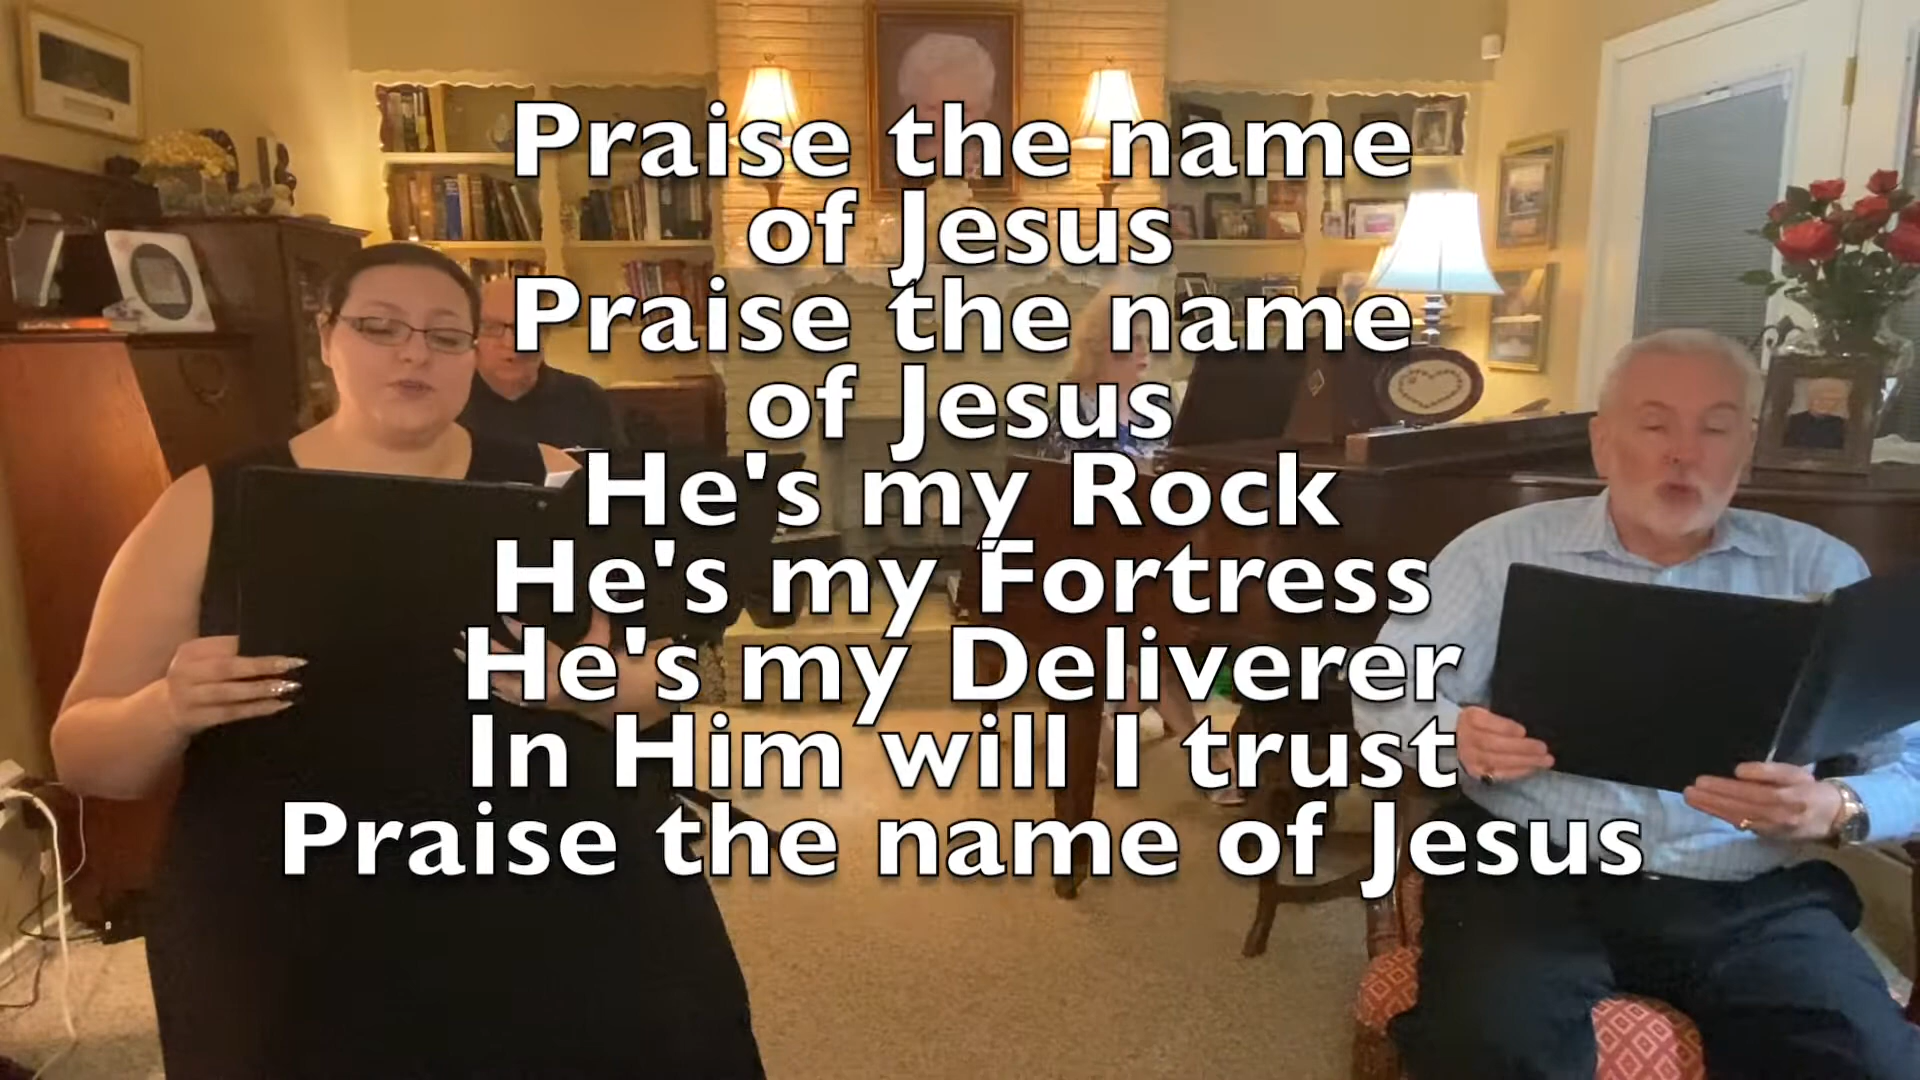 Praise the name
of Jesus
Praise the name
of Jesus
He's my Rock
He's my Fortress
He's my Deliverer
In Him will I trust
Praise the name of Jesus